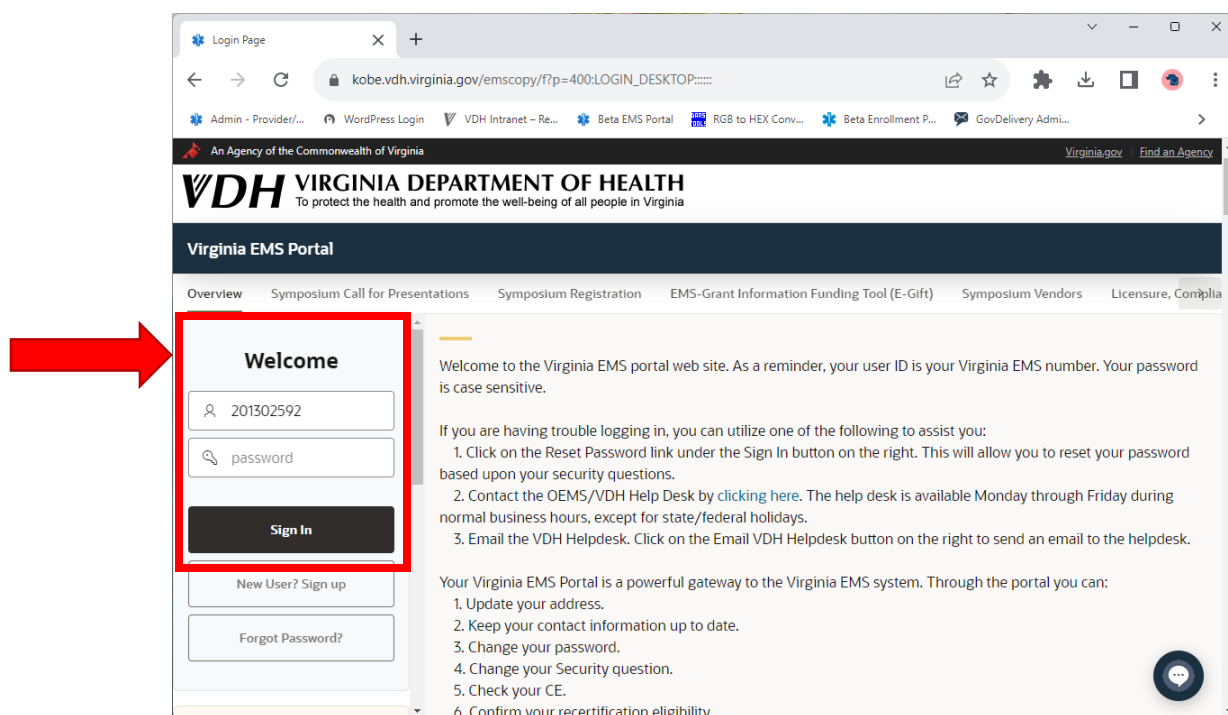 Login Page
kobe.vdh.virginia.gov/emscopy/f?p=400:LOGIN_DESKTOP::::::
Admin - Provider/... WordPress Login VDH Intranet – Re... Beta EMS Portal RGB to HEX Conv... Beta Enrollment P... GovDelivery Admi...
An Agency of the Commonwealth of Virginia Virginia.gov Find an Agency
VDH VIRGINIA DEPARTMENT OF HEALTH
To protect the health and promote the well-being of all people in Virginia
Virginia EMS Portal
Overview Symposium Call for Presentations Symposium Registration EMS-Grant Information Funding Tool (E-Gift) Symposium Vendors Licensure, Complia
Welcome
201302592
password
Sign In
New User? Sign up
Forgot Password?
Welcome to the Virginia EMS portal web site. As a reminder, your user ID is your Virginia EMS number. Your password
is case sensitive.
If you are having trouble logging in, you can utilize one of the following to assist you:
1. Click on the Reset Password link under the Sign In button on the right. This will allow you to reset your password
based upon your security questions.
2. Contact the OEMS/VDH Help Desk by clicking here. The help desk is available Monday through Friday during
normal business hours, except for state/federal holidays.
3. Email the VDH Helpdesk. Click on the Email VDH Helpdesk button on the right to send an email to the helpdesk.
Your Virginia EMS Portal is a powerful gateway to the Virginia EMS system. Through the portal you can:
1. Update your address.
2. Keep your contact information up to date.
3. Change your password.
4. Change your Security question.
5. Check your CE.
6. Confirm your recertification eligibility